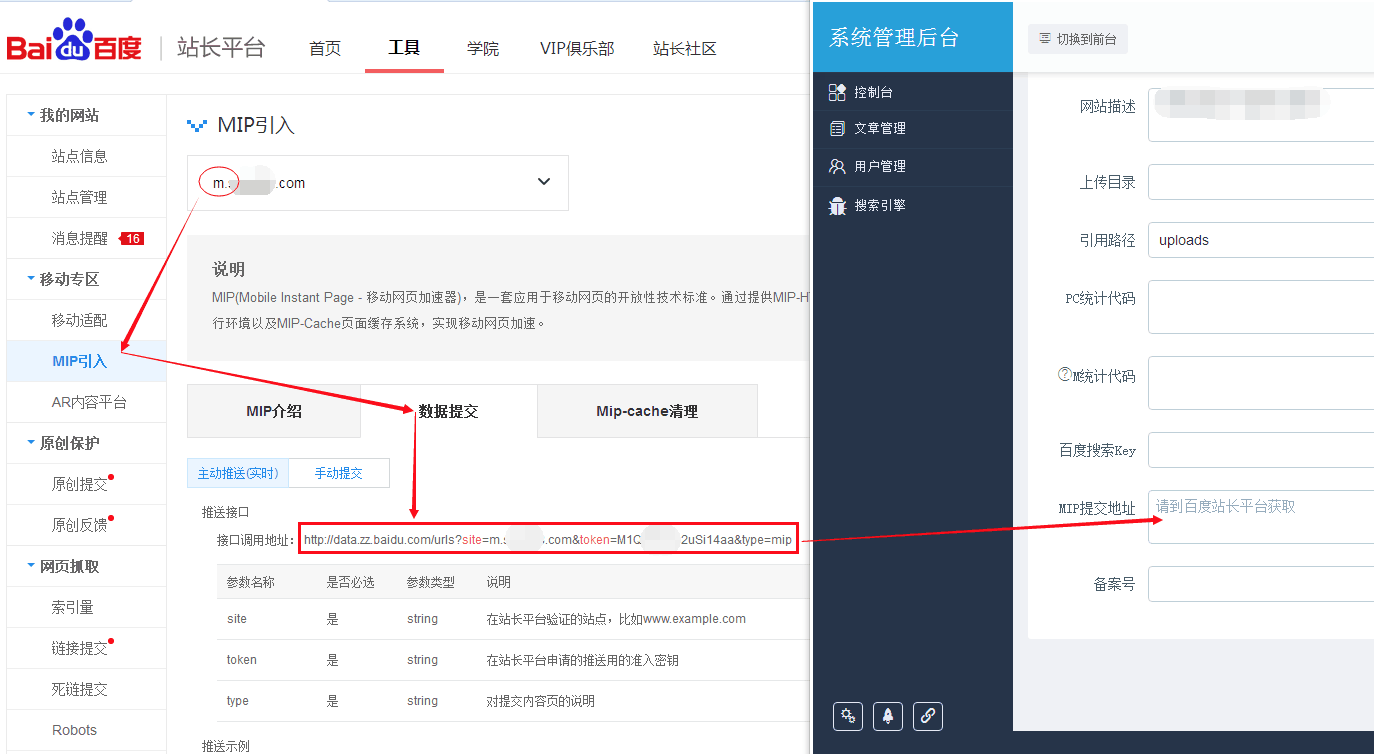 Bai du 百度 站长平台
首页 工具 学院 VIP俱乐部 站长社区
我的网站
站点信息
站点管理
消息提醒 16
移动专区
移动适配
MIP引入
AR内容平台
原创保护
原创提交
原创反馈
网页抓取
索引量
链接提交
死链提交
Robots
MIP引入
m. .com
说明
MIP(Mobile Instant Page - 移动网页加速器)，是一套应用于移动网页的开放性技术标准。通过提供MIP-H
行环境以及MIP-Cache页面缓存系统，实现移动网页加速。
MIP介绍 数据提交 Mip-cache清理
主动推送(实时) 手动提交
推送接口
接口调用地址： http://data.zz.baidu.com/urls?site=m.s .com&token=M1Q 2uSi14aa&type=mip
参数名称 是否必选 参数类型 说明
site 是 string 在站长平台验证的站点，比如www.example.com
token 是 string 在站长平台申请的推送用的准入密钥
type 是 string 对提交内容页的说明
推送示例
系统管理后台
切换到前台
控制台
文章管理
用户管理
搜索引擎
网站描述
上传目录
引用路径 uploads
PC统计代码
M统计代码
百度搜索Key
MIP提交地址 请到百度站长平台获取
备案号